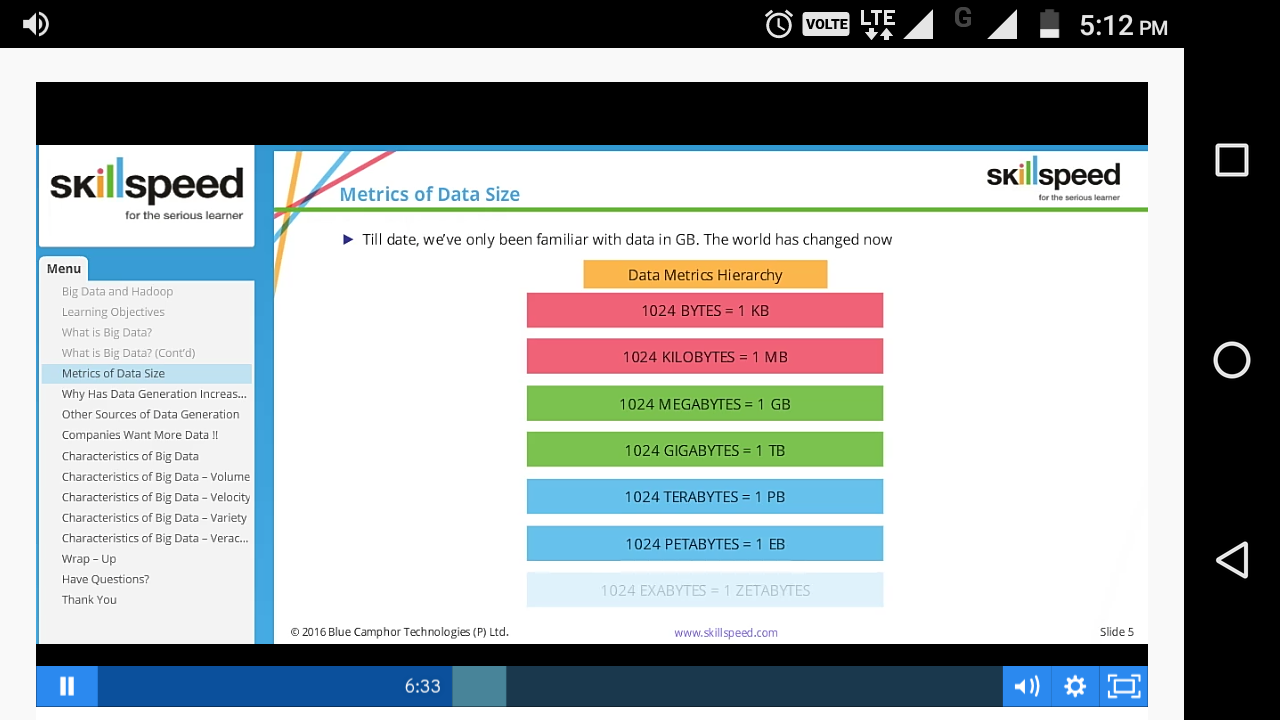 VOLTE LTE G 5:12 PM
skillspeed
for the serious learner
Menu
Big Data and Hadoop
Learning Objectives
What is Big Data?
What is Big Data? (Cont'd)
Metrics of Data Size
Why Has Data Generation Increas...
Other Sources of Data Generation
Companies Want More Data !!
Characteristics of Big Data
Characteristics of Big Data – Volume
Characteristics of Big Data – Velocity
Characteristics of Big Data – Variety
Characteristics of Big Data – Verac...
Wrap – Up
Have Questions?
Thank You
Metrics of Data Size
skillspeed
for the serious learner
Till date, we've only been familiar with data in GB. The world has changed now
Data Metrics Hierarchy
1024 BYTES = 1 KB
1024 KILOBYTES = 1 MB
1024 MEGABYTES = 1 GB
1024 GIGABYTES = 1 TB
1024 TERABYTES = 1 PB
1024 PETABYTES = 1 EB
1024 EXABYTES = 1 ZETABYTES
© 2016 Blue Camphor Technologies (P) Ltd.
www.skillspeed.com
Slide 5
6:33